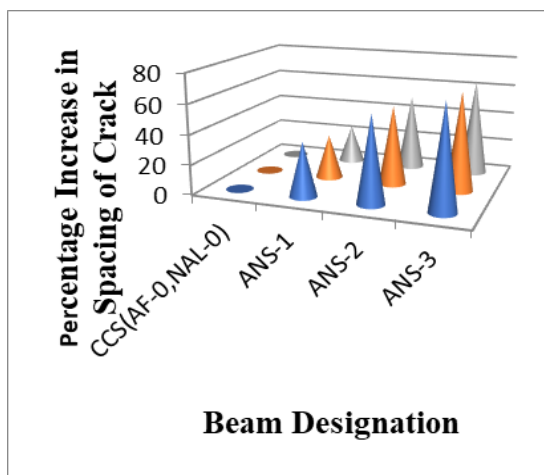 Percentage Increase in
Spacing of Crack
80
60
40
20
0
CCS(AF-0,NAL-0)
ANS-1
ANS-2
ANS-3
Beam Designation